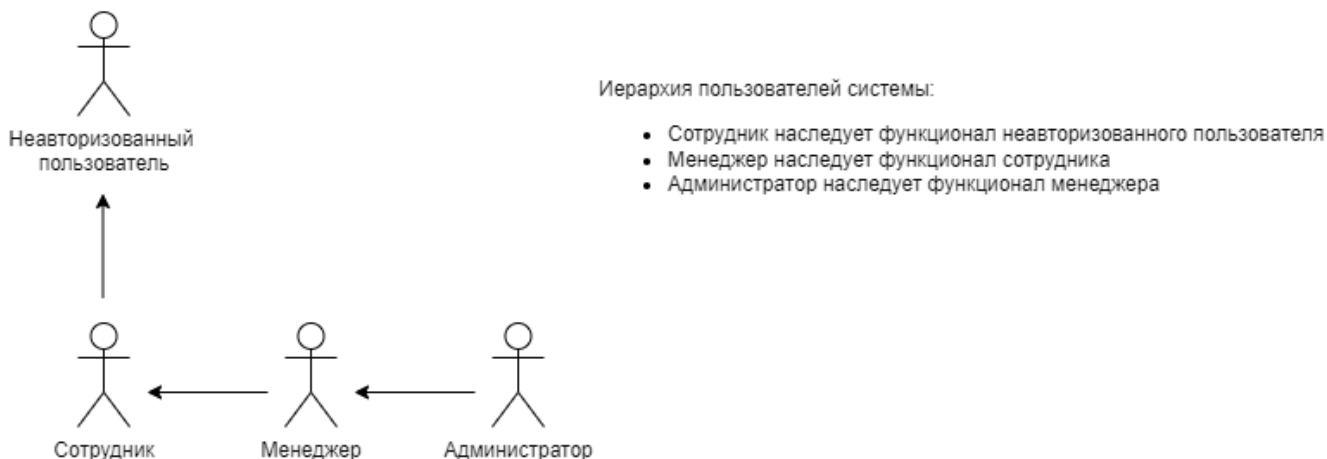 Неавторизованный
пользователь
Иерархия пользователей системы:
• Сотрудник наследует функционал неавторизованного пользователя
• Менеджер наследует функционал сотрудника
• Администратор наследует функционал менеджера
Сотрудник
Менеджер
Администратор